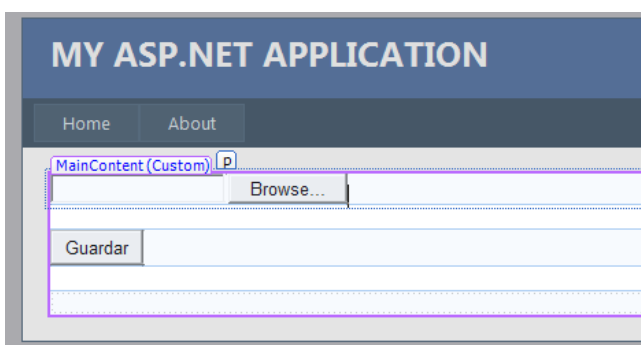 MY ASP.NET APPLICATION
Home About
MainContent (Custom) p
Browse...
Guardar